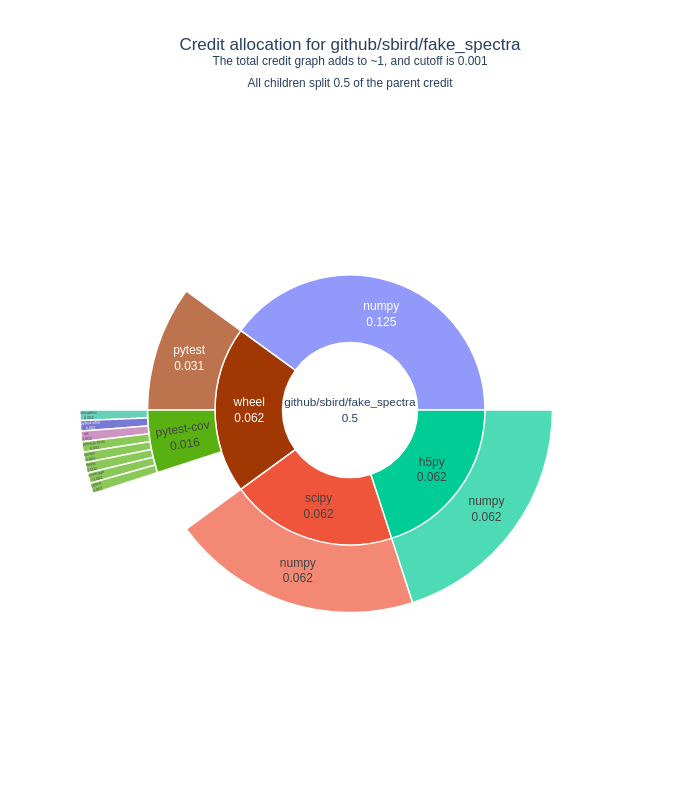 Credit allocation for github/sbird/fake_spectra
The total credit graph adds to ~1, and cutoff is 0.001
All children split 0.5 of the parent credit
numpy
0.125
pytest
0.031
wheel
0.062
github/sbird/fake_spectra
0.5
pytest-cov
0.016
h5py
0.062
scipy
0.062
numpy
0.062
numpy
0.062